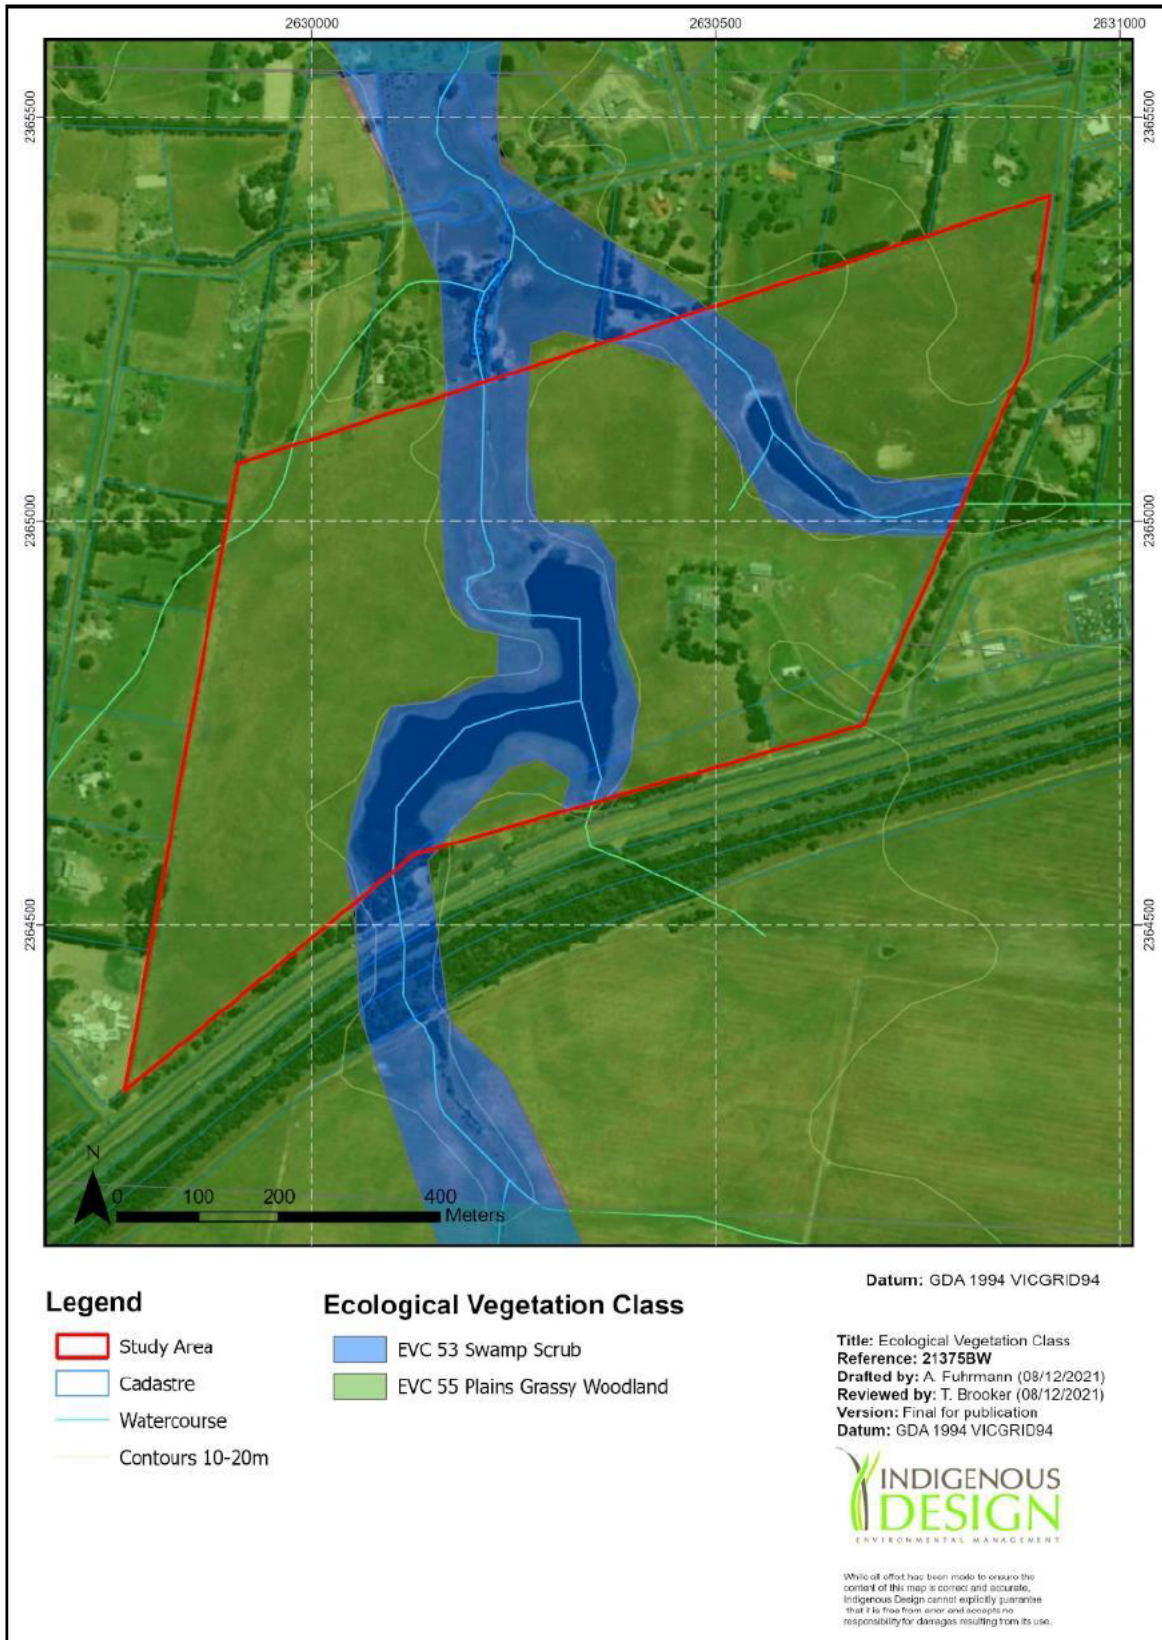 2630000
2630500
2631000
2365500
2365500
2365000
2365000
2364500
2364500
N
0
100
200
400
Meters
Datum: GDA 1994 VICGRID94
Legend
Study Area
Cadastre
Watercourse
Contours 10-20m
Ecological Vegetation Class
EVC 53 Swamp Scrub
EVC 55 Plains Grassy Woodland
Title: Ecological Vegetation Class
Reference: 21375BW
Drafted by: A. Fuhrmann (08/12/2021)
Reviewed by: T. Brooker (08/12/2021)
Version: Final for publication
Datum: GDA 1994 VICGRID94
INDIGENOUS
DESIGN
ENVIRONMENTAL MANAGEMENT
While all effort has been made to ensure the
content of this map is correct and accurate,
Indigenous Design cannot explicitly guarantee
that it is free from error and accepts no
responsibility for damages resulting from its use.